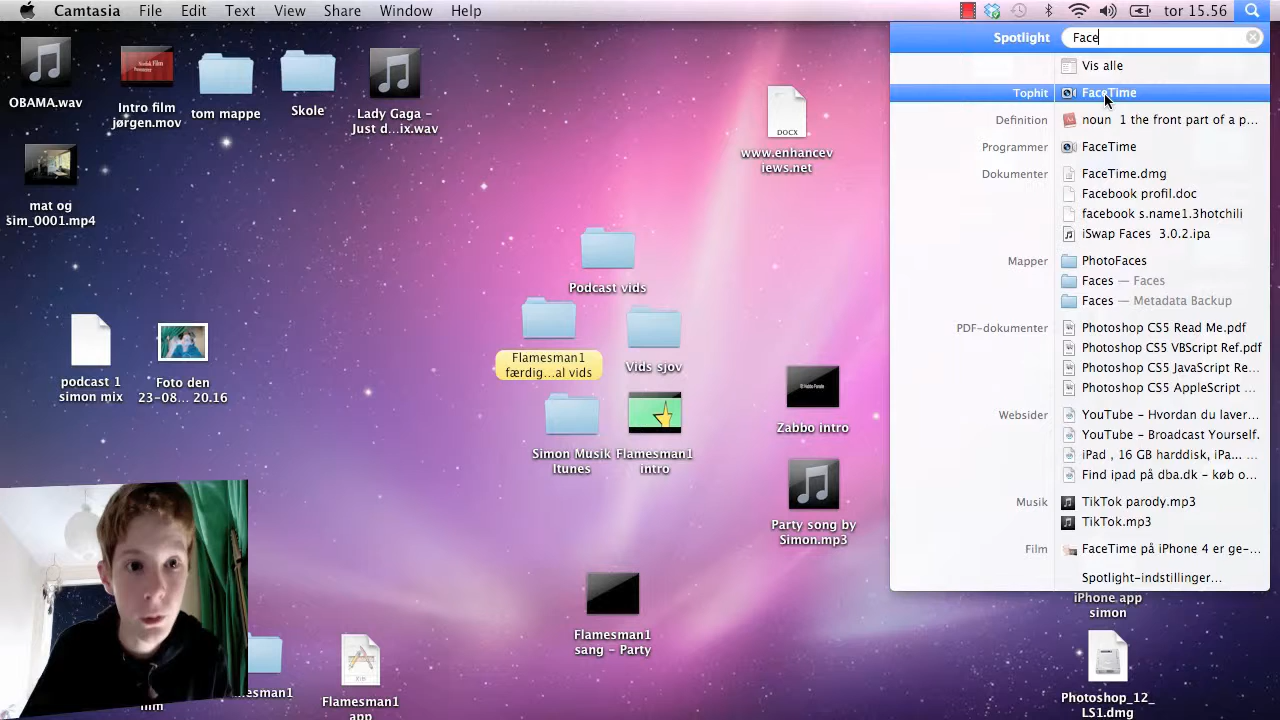 Camtasia File Edit Text View Share Window Help
tor 15.56
Spotlight Face
Vis alle
Tophit FaceTime
Definition noun 1 the front part of a p...
Programmer FaceTime
Dokumenter FaceTime.dmg
Facebook profil.doc
facebook s.name1.3hotchili
iSwap Faces 3.0.2.ipa
Mapper PhotoFaces
Faces — Faces
Faces — Metadata Backup
PDF-dokumenter Photoshop CS5 Read Me.pdf
Photoshop CS5 VBScript Ref.pdf
Photoshop CS5 JavaScript Re...
Photoshop CS5 AppleScript ...
Websider YouTube - Hvordan du laver...
YouTube - Broadcast Yourself.
iPad , 16 GB harddisk, iPa...
Find ipad på dba.dk - køb o...
Musik TikTok parody.mp3
TikTok.mp3
Film FaceTime på iPhone 4 er ge-...
Spotlight-indstillinger...
OBAMA.wav
Intro film
jørgen.mov
tom mappe
Skole
Lady Gaga -
Just d...ix.wav
DOCX
www.enhancev
iews.net
mat og
sim_0001.mp4
Podcast vids
podcast 1
simon mix
Foto den
23-08... 20.16
Flamesman1
færdig...al vids
Vids sjov
Zabbo intro
Simon Musik
Itunes
Flamesman1
intro
Party song by
Simon.mp3
Flamesman1
sang - Party
iPhone app
simon
film
Flamesman1
app
Photoshop_12_
LS1.dmg